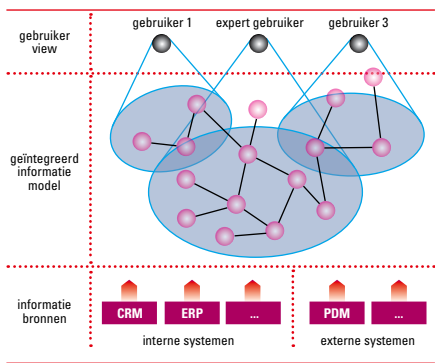 gebruiker view
gebruiker 1
expert gebruiker
gebruiker 3
geïntegreerd
informatie
model
informatie
bronnen
CRM
ERP
...
PDM
...
interne systemen
externe systemen